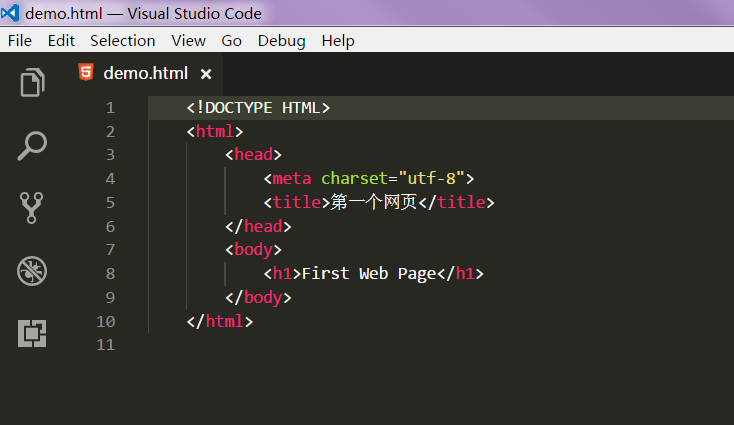 demo.html — Visual Studio Code
File Edit Selection View Go Debug Help
demo.html ×
1 <!DOCTYPE HTML>
2 <html>
3 <head>
4 <meta charset="utf-8">
5 <title>第一个网页</title>
6 </head>
7 <body>
8 <h1>First Web Page</h1>
9 </body>
10 </html>
11